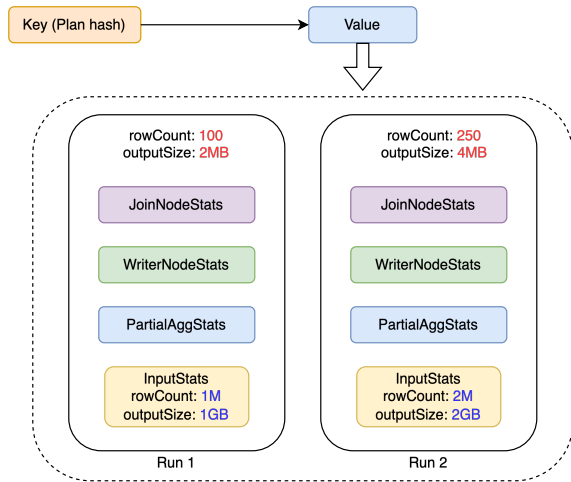 Key (Plan hash)
Value
rowCount: 100
outputSize: 2MB
JoinNodeStats
WriterNodeStats
PartialAggStats
InputStats
rowCount: 1M
outputSize: 1GB
Run 1
rowCount: 250
outputSize: 4MB
JoinNodeStats
WriterNodeStats
PartialAggStats
InputStats
rowCount: 2M
outputSize: 2GB
Run 2